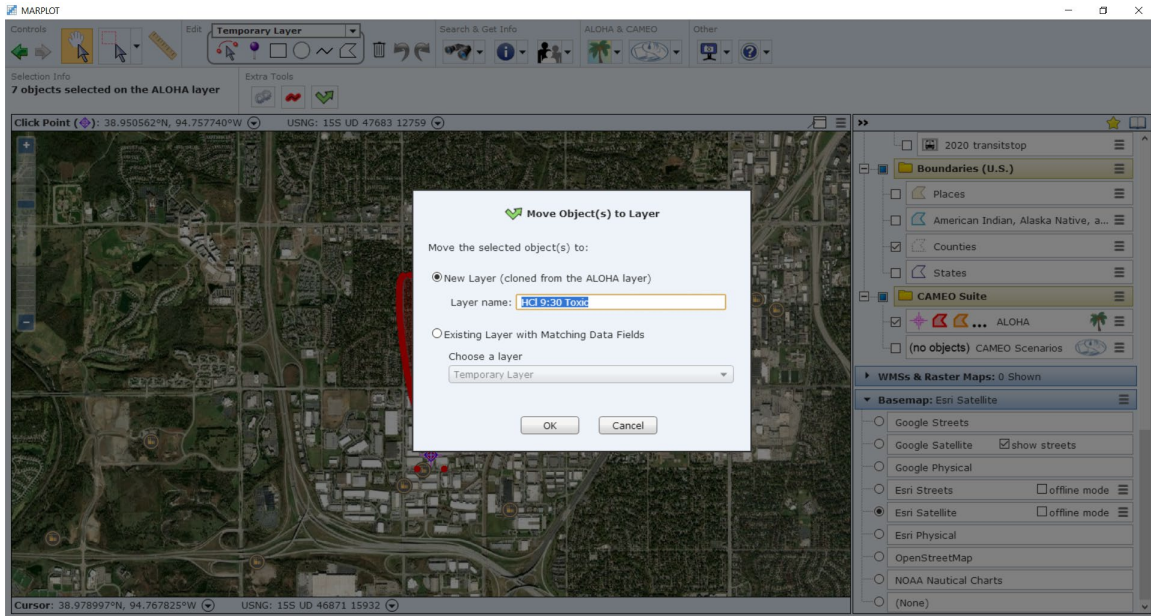 MARPLOT
Controls
Edit
Temporary Layer
Search & Get Info
ALOHA & CAMEO
Other
Selection Info
7 objects selected on the ALOHA layer
Extra Tools
Click Point ( ): 38.950562°N, 94.757740°W
USNG: 15S UD 47683 12759
Move Object(s) to Layer
Move the selected object(s) to:
New Layer (cloned from the ALOHA layer)
Layer name: HCl 9:30 Toxic
Existing Layer with Matching Data Fields
Choose a layer
Temporary Layer
OK Cancel
2020 transitstop
Boundaries (U.S.)
Places
American Indian, Alaska Native, a...
Counties
States
CAMEO Suite
... ALOHA
(no objects) CAMEO Scenarios
WMSs & Raster Maps: 0 Shown
Basemap: Esri Satellite
Google Streets
Google Satellite show streets
Google Physical
Esri Streets offline mode
Esri Satellite offline mode
Esri Physical
OpenStreetMap
NOAA Nautical Charts
(None)
Cursor: 38.978997°N, 94.767825°W
USNG: 15S UD 46871 15932